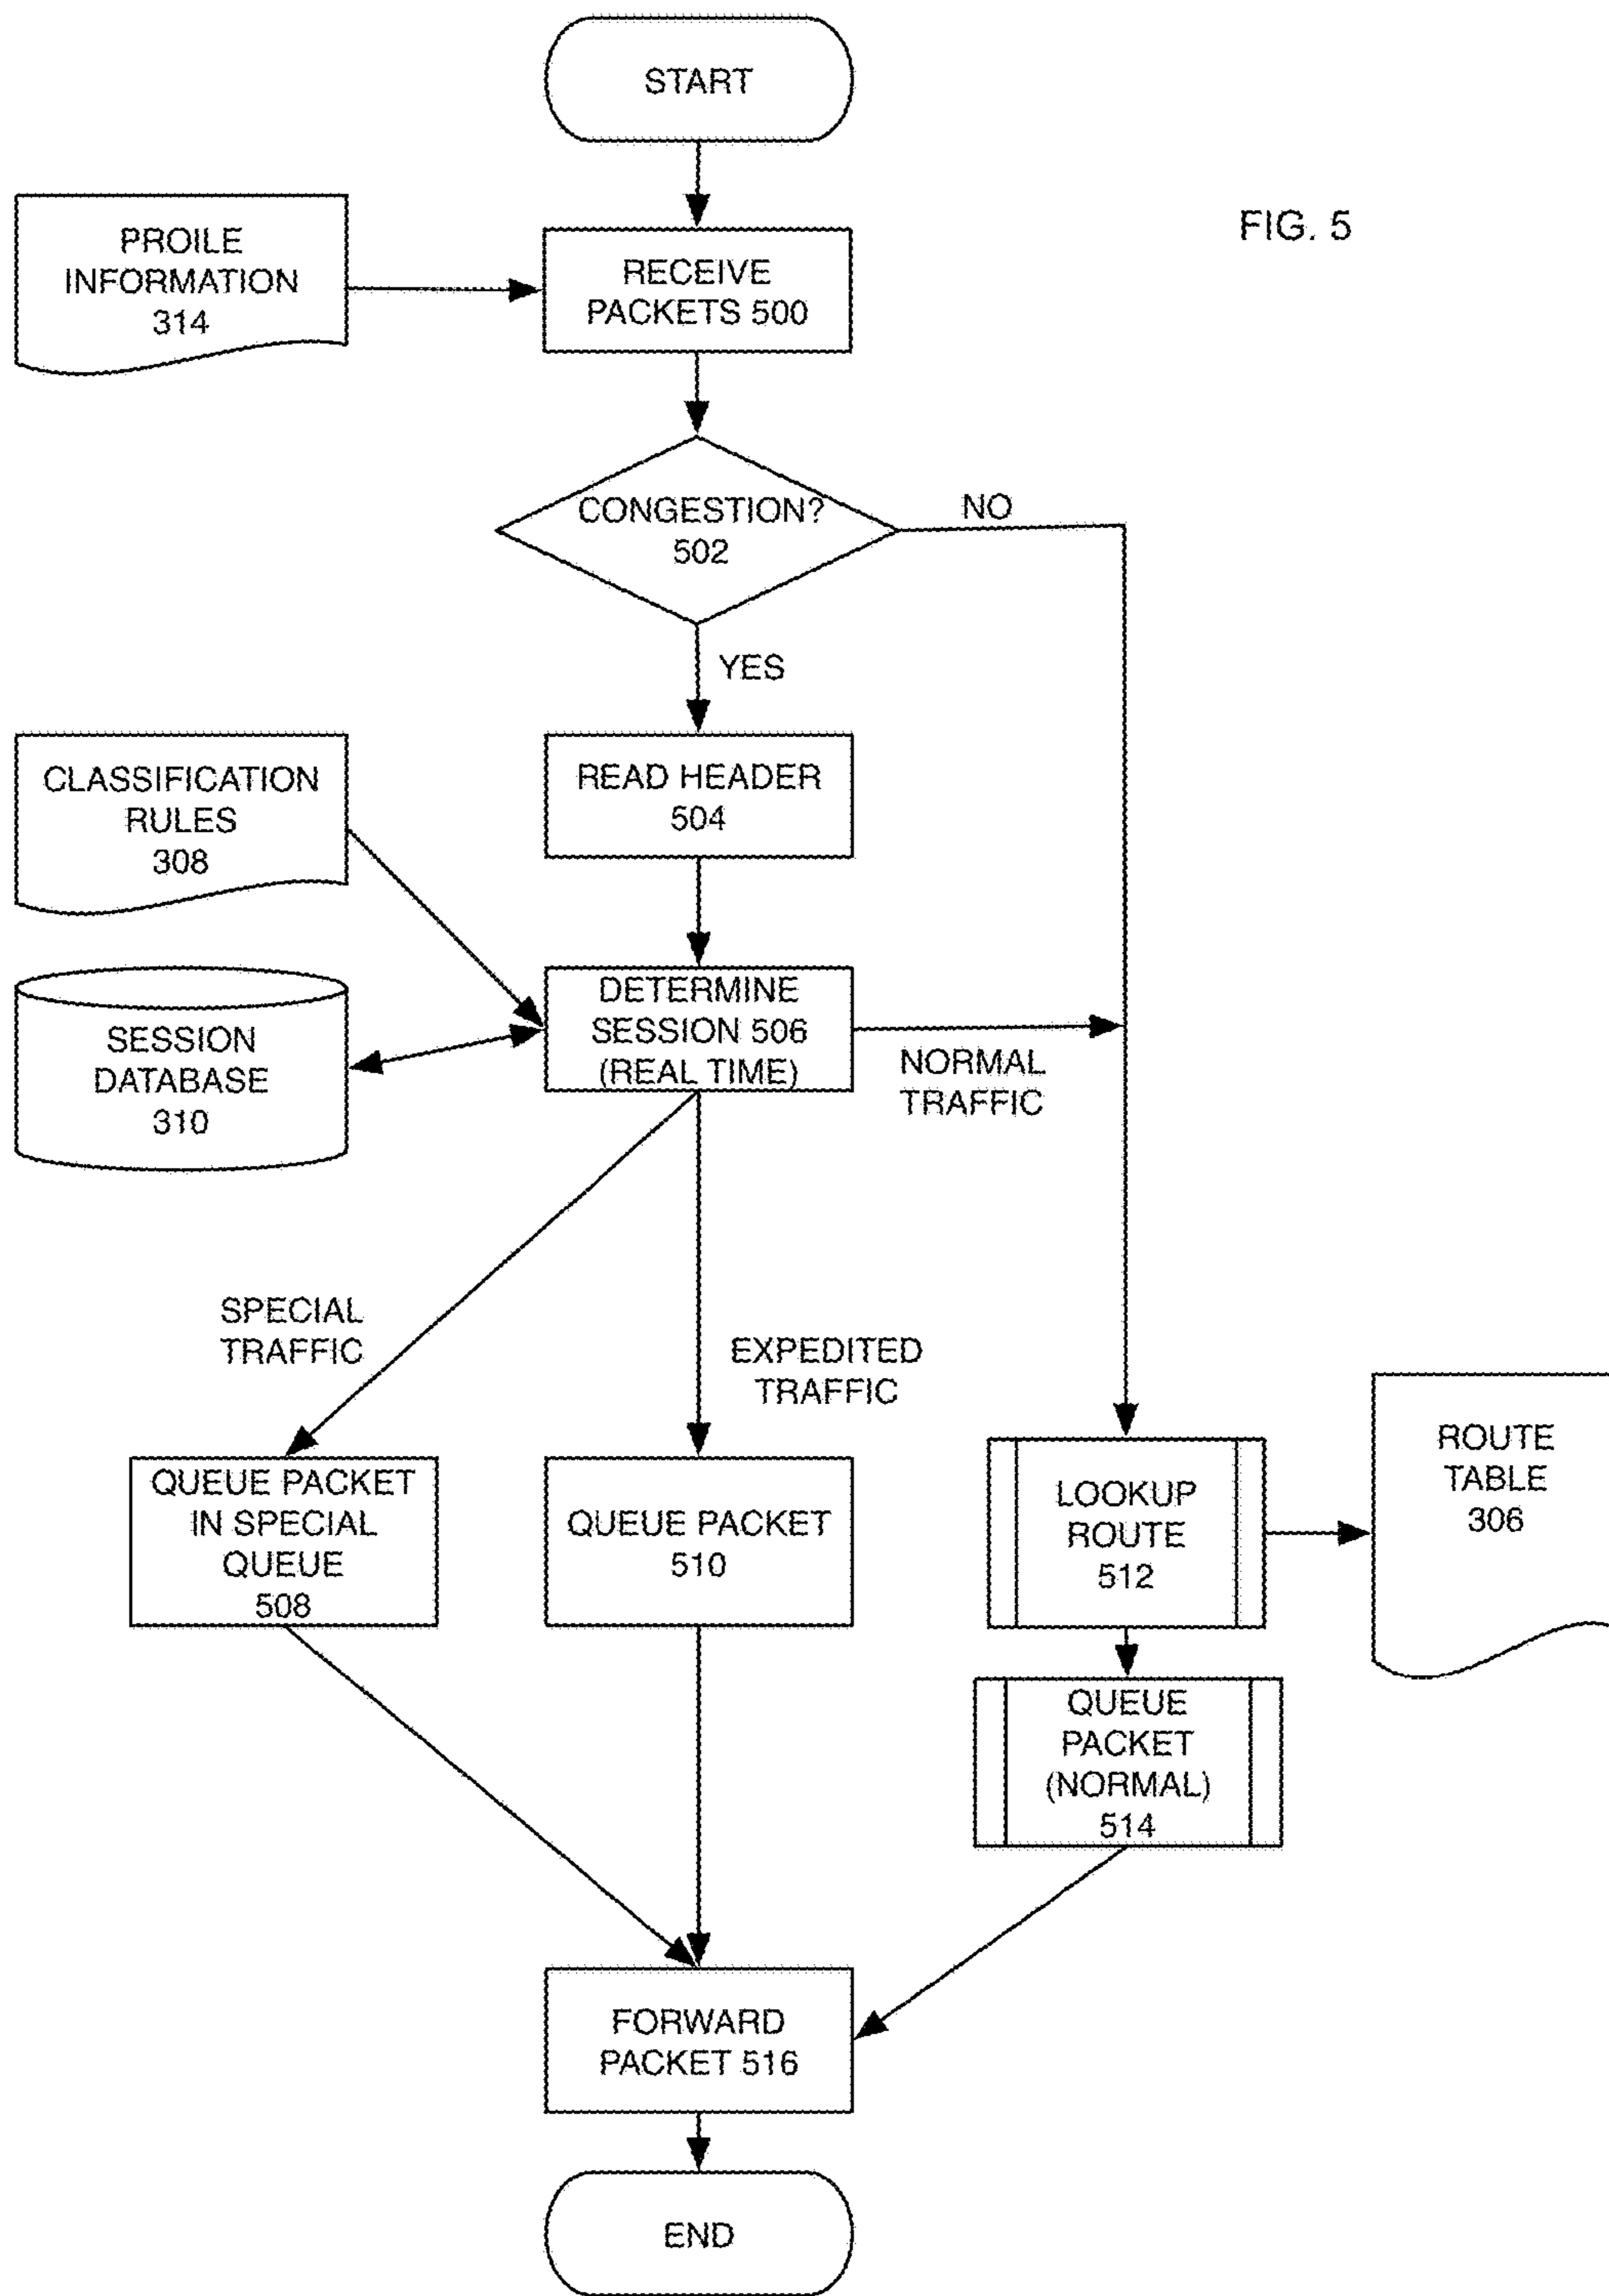 START
FIG. 5
PROILE
INFORMATION
314
RECEIVE
PACKETS 500
CONGESTION?
502
NO
YES
CLASSIFICATION
RULES
308
READ HEADER
504
SESSION
DATABASE
310
DETERMINE
SESSION 506
(REAL TIME)
NORMAL
TRAFFIC
SPECIAL
TRAFFIC
EXPEDITED
TRAFFIC
QUEUE PACKET
IN SPECIAL
QUEUE
508
QUEUE PACKET
510
LOOKUP
ROUTE
512
ROUTE
TABLE
306
QUEUE
PACKET
(NORMAL)
514
FORWARD
PACKET 516
END